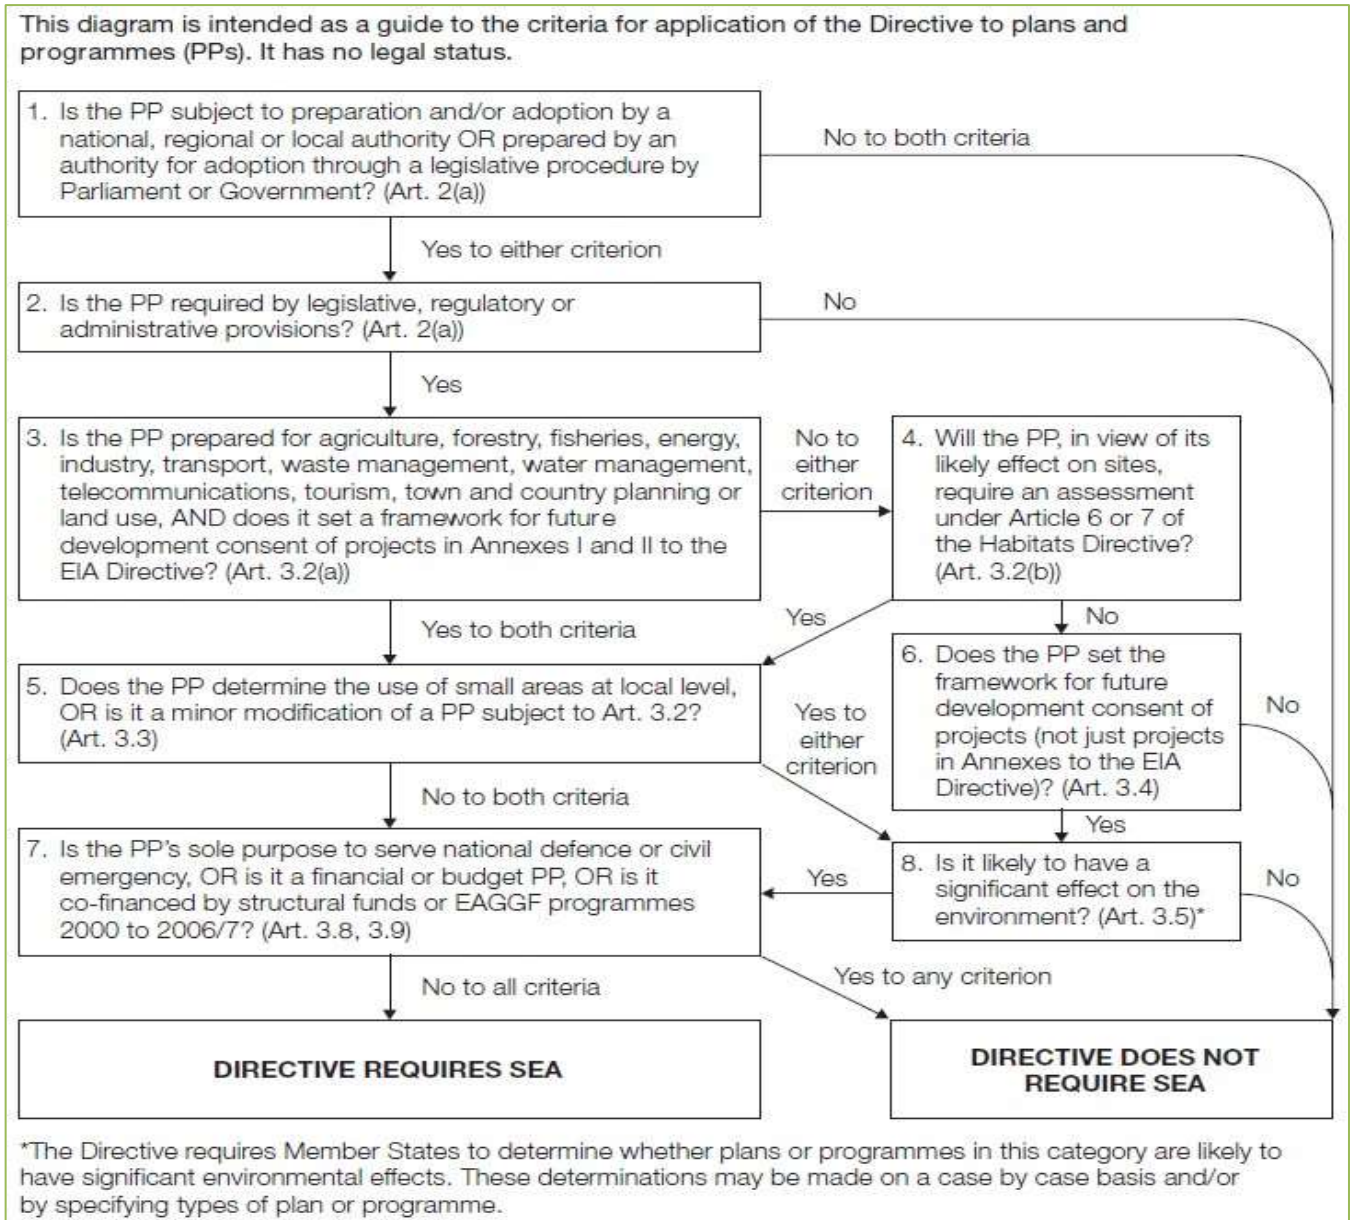 This diagram is intended as a guide to the criteria for application of the Directive to plans and
programmes (PPs). It has no legal status.
1. Is the PP subject to preparation and/or adoption by a
national, regional or local authority OR prepared by an
authority for adoption through a legislative procedure by
Parliament or Government? (Art. 2(a))
No to both criteria
Yes to either criterion
2. Is the PP required by legislative, regulatory or
administrative provisions? (Art. 2(a))
No
Yes
3. Is the PP prepared for agriculture, forestry, fisheries, energy,
industry, transport, waste management, water management,
telecommunications, tourism, town and country planning or
land use, AND does it set a framework for future
development consent of projects in Annexes I and II to the
EIA Directive? (Art. 3.2(a))
No to
either
criterion
4. Will the PP, in view of its
likely effect on sites,
require an assessment
under Article 6 or 7 of
the Habitats Directive?
(Art. 3.2(b))
Yes to both criteria
Yes
No
5. Does the PP determine the use of small areas at local level,
OR is it a minor modification of a PP subject to Art. 3.2?
(Art. 3.3)
Yes to
either
criterion
6. Does the PP set the
framework for future
development consent of
projects (not just projects
in Annexes to the EIA
Directive)? (Art. 3.4)
No
No to both criteria
Yes
7. Is the PP's sole purpose to serve national defence or civil
emergency, OR is it a financial or budget PP, OR is it
co-financed by structural funds or EAGGF programmes
2000 to 2006/7? (Art. 3.8, 3.9)
Yes
8. Is it likely to have a
significant effect on the
environment? (Art. 3.5)*
No
No to all criteria
Yes to any criterion
DIRECTIVE REQUIRES SEA
DIRECTIVE DOES NOT
REQUIRE SEA
*The Directive requires Member States to determine whether plans or programmes in this category are likely to
have significant environmental effects. These determinations may be made on a case by case basis and/or
by specifying types of plan or programme.